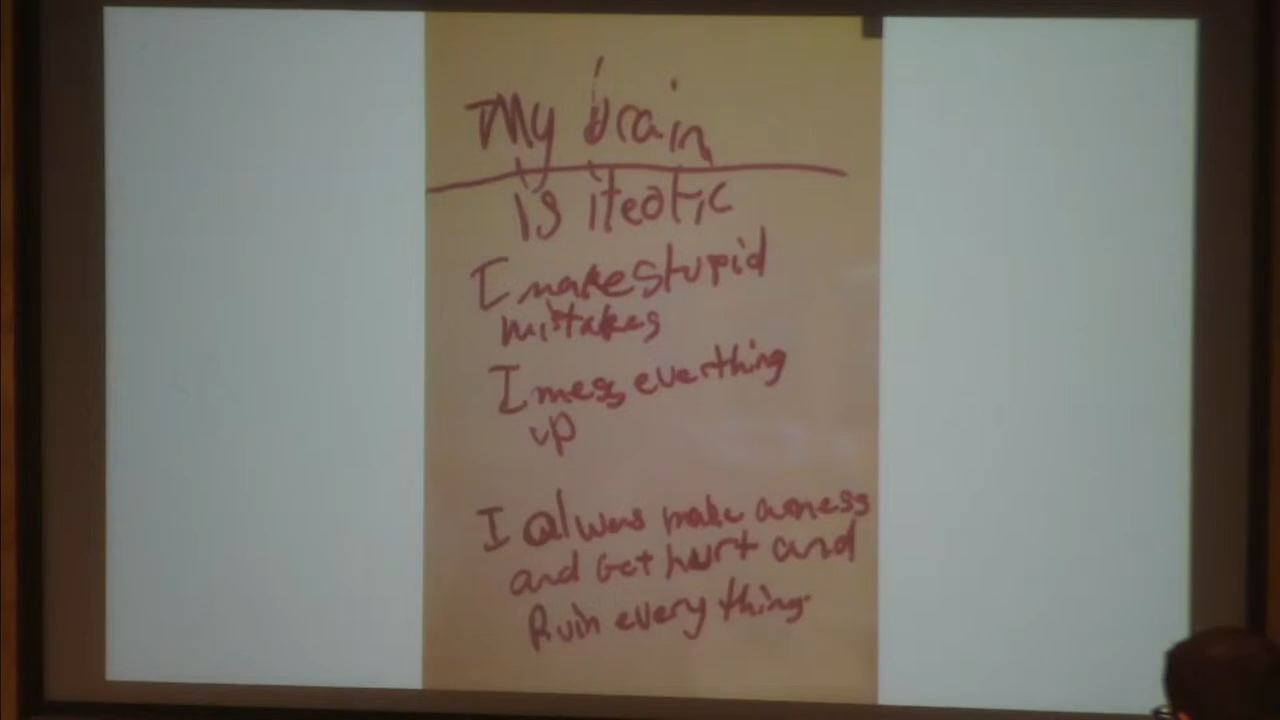 My brain
is iteotic
I make stupid
mistakes
I mess everthing
up
I always make a mess
and Get hurt and
Ruin every thing.